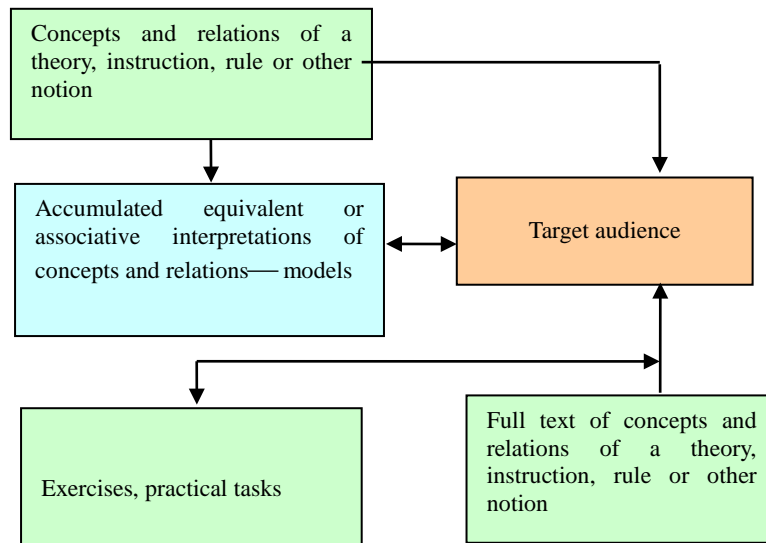 Concepts and relations of a
theory, instruction, rule or other
notion
Accumulated equivalent or
associative interpretations of
concepts and relations— models
Target audience
Exercises, practical tasks
Full text of concepts and
relations of a theory,
instruction, rule or other
notion